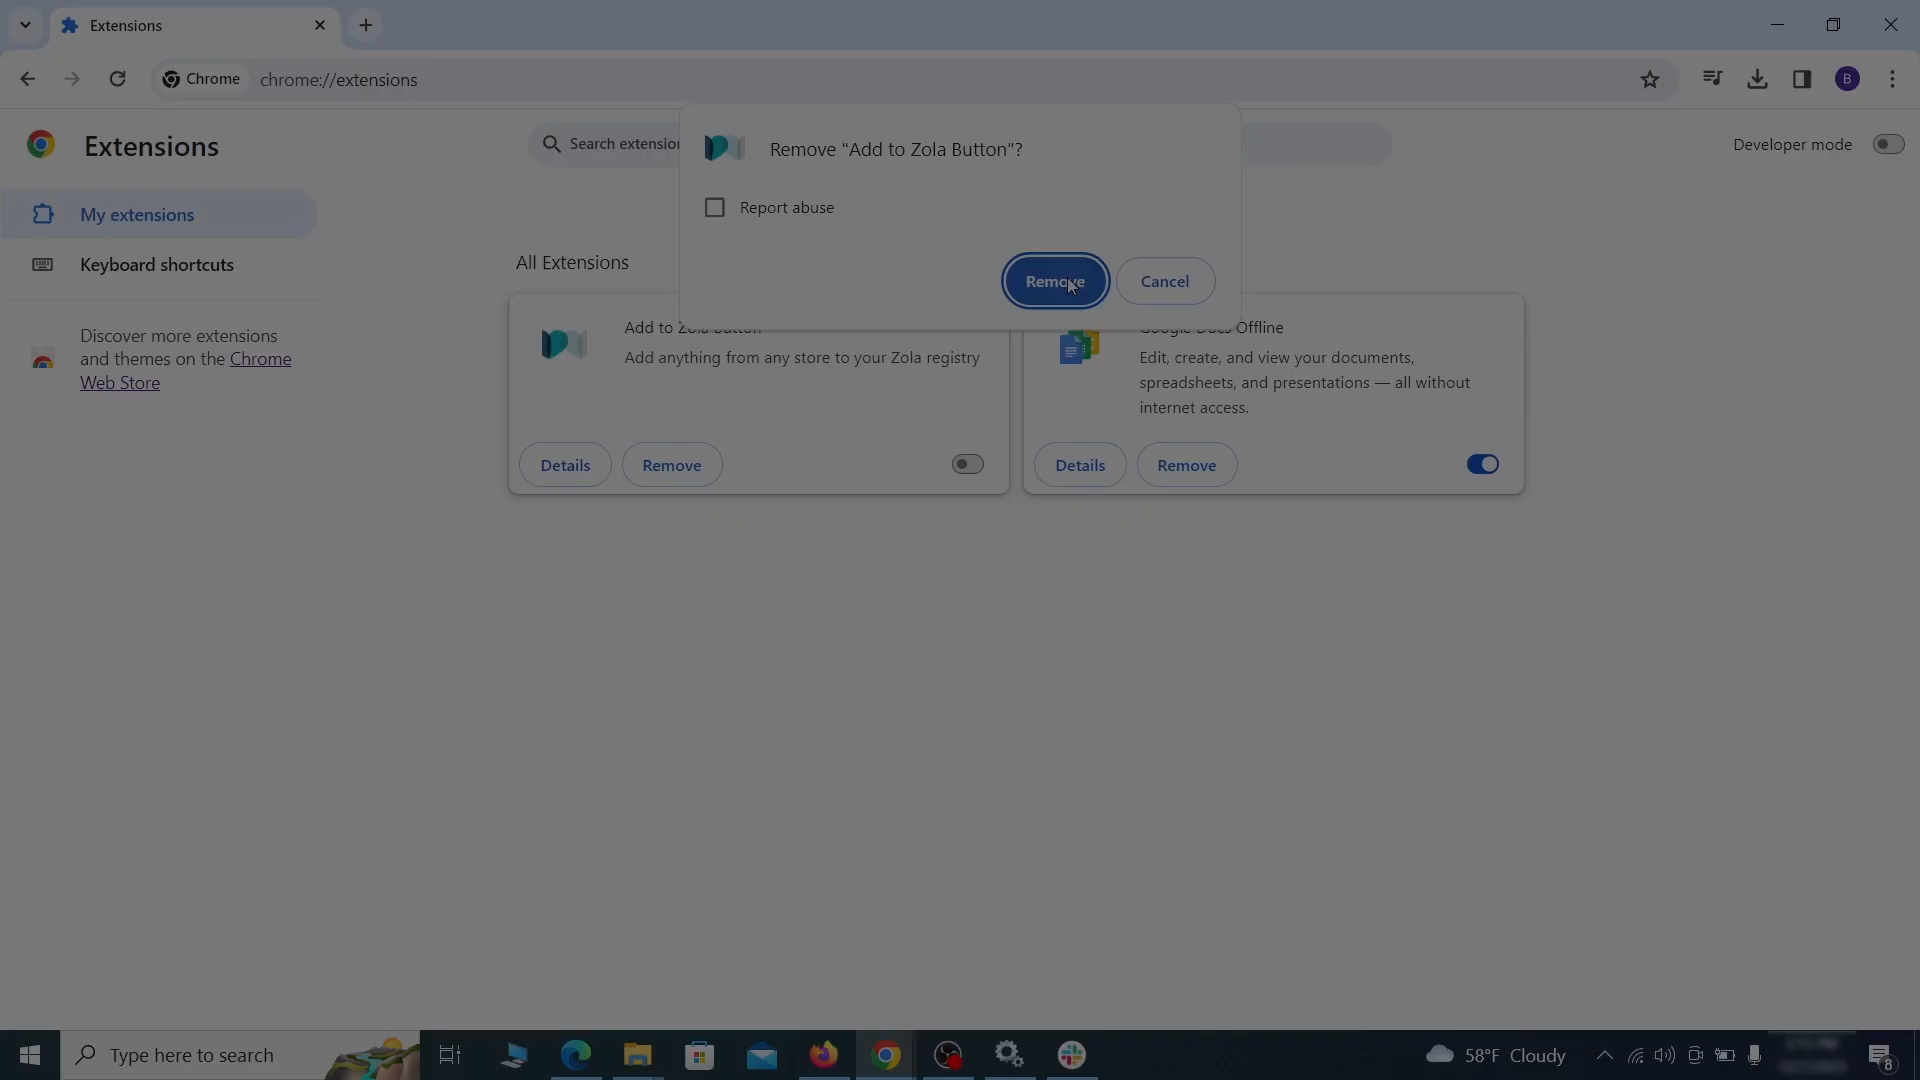 Extensions
Chrome
chrome://extensions
B
Extensions
Search extension
Developer mode
My extensions
Keyboard shortcuts
Discover more extensions
and themes on the Chrome
Web Store
Remove "Add to Zola Button"?
Report abuse
Remove
Cancel
All Extensions
Add to Zola button
Add anything from any store to your Zola registry
Details
Remove
Google Docs Offline
Edit, create, and view your documents,
spreadsheets, and presentations — all without
internet access.
Details
Remove
Type here to search
58°F Cloudy
8